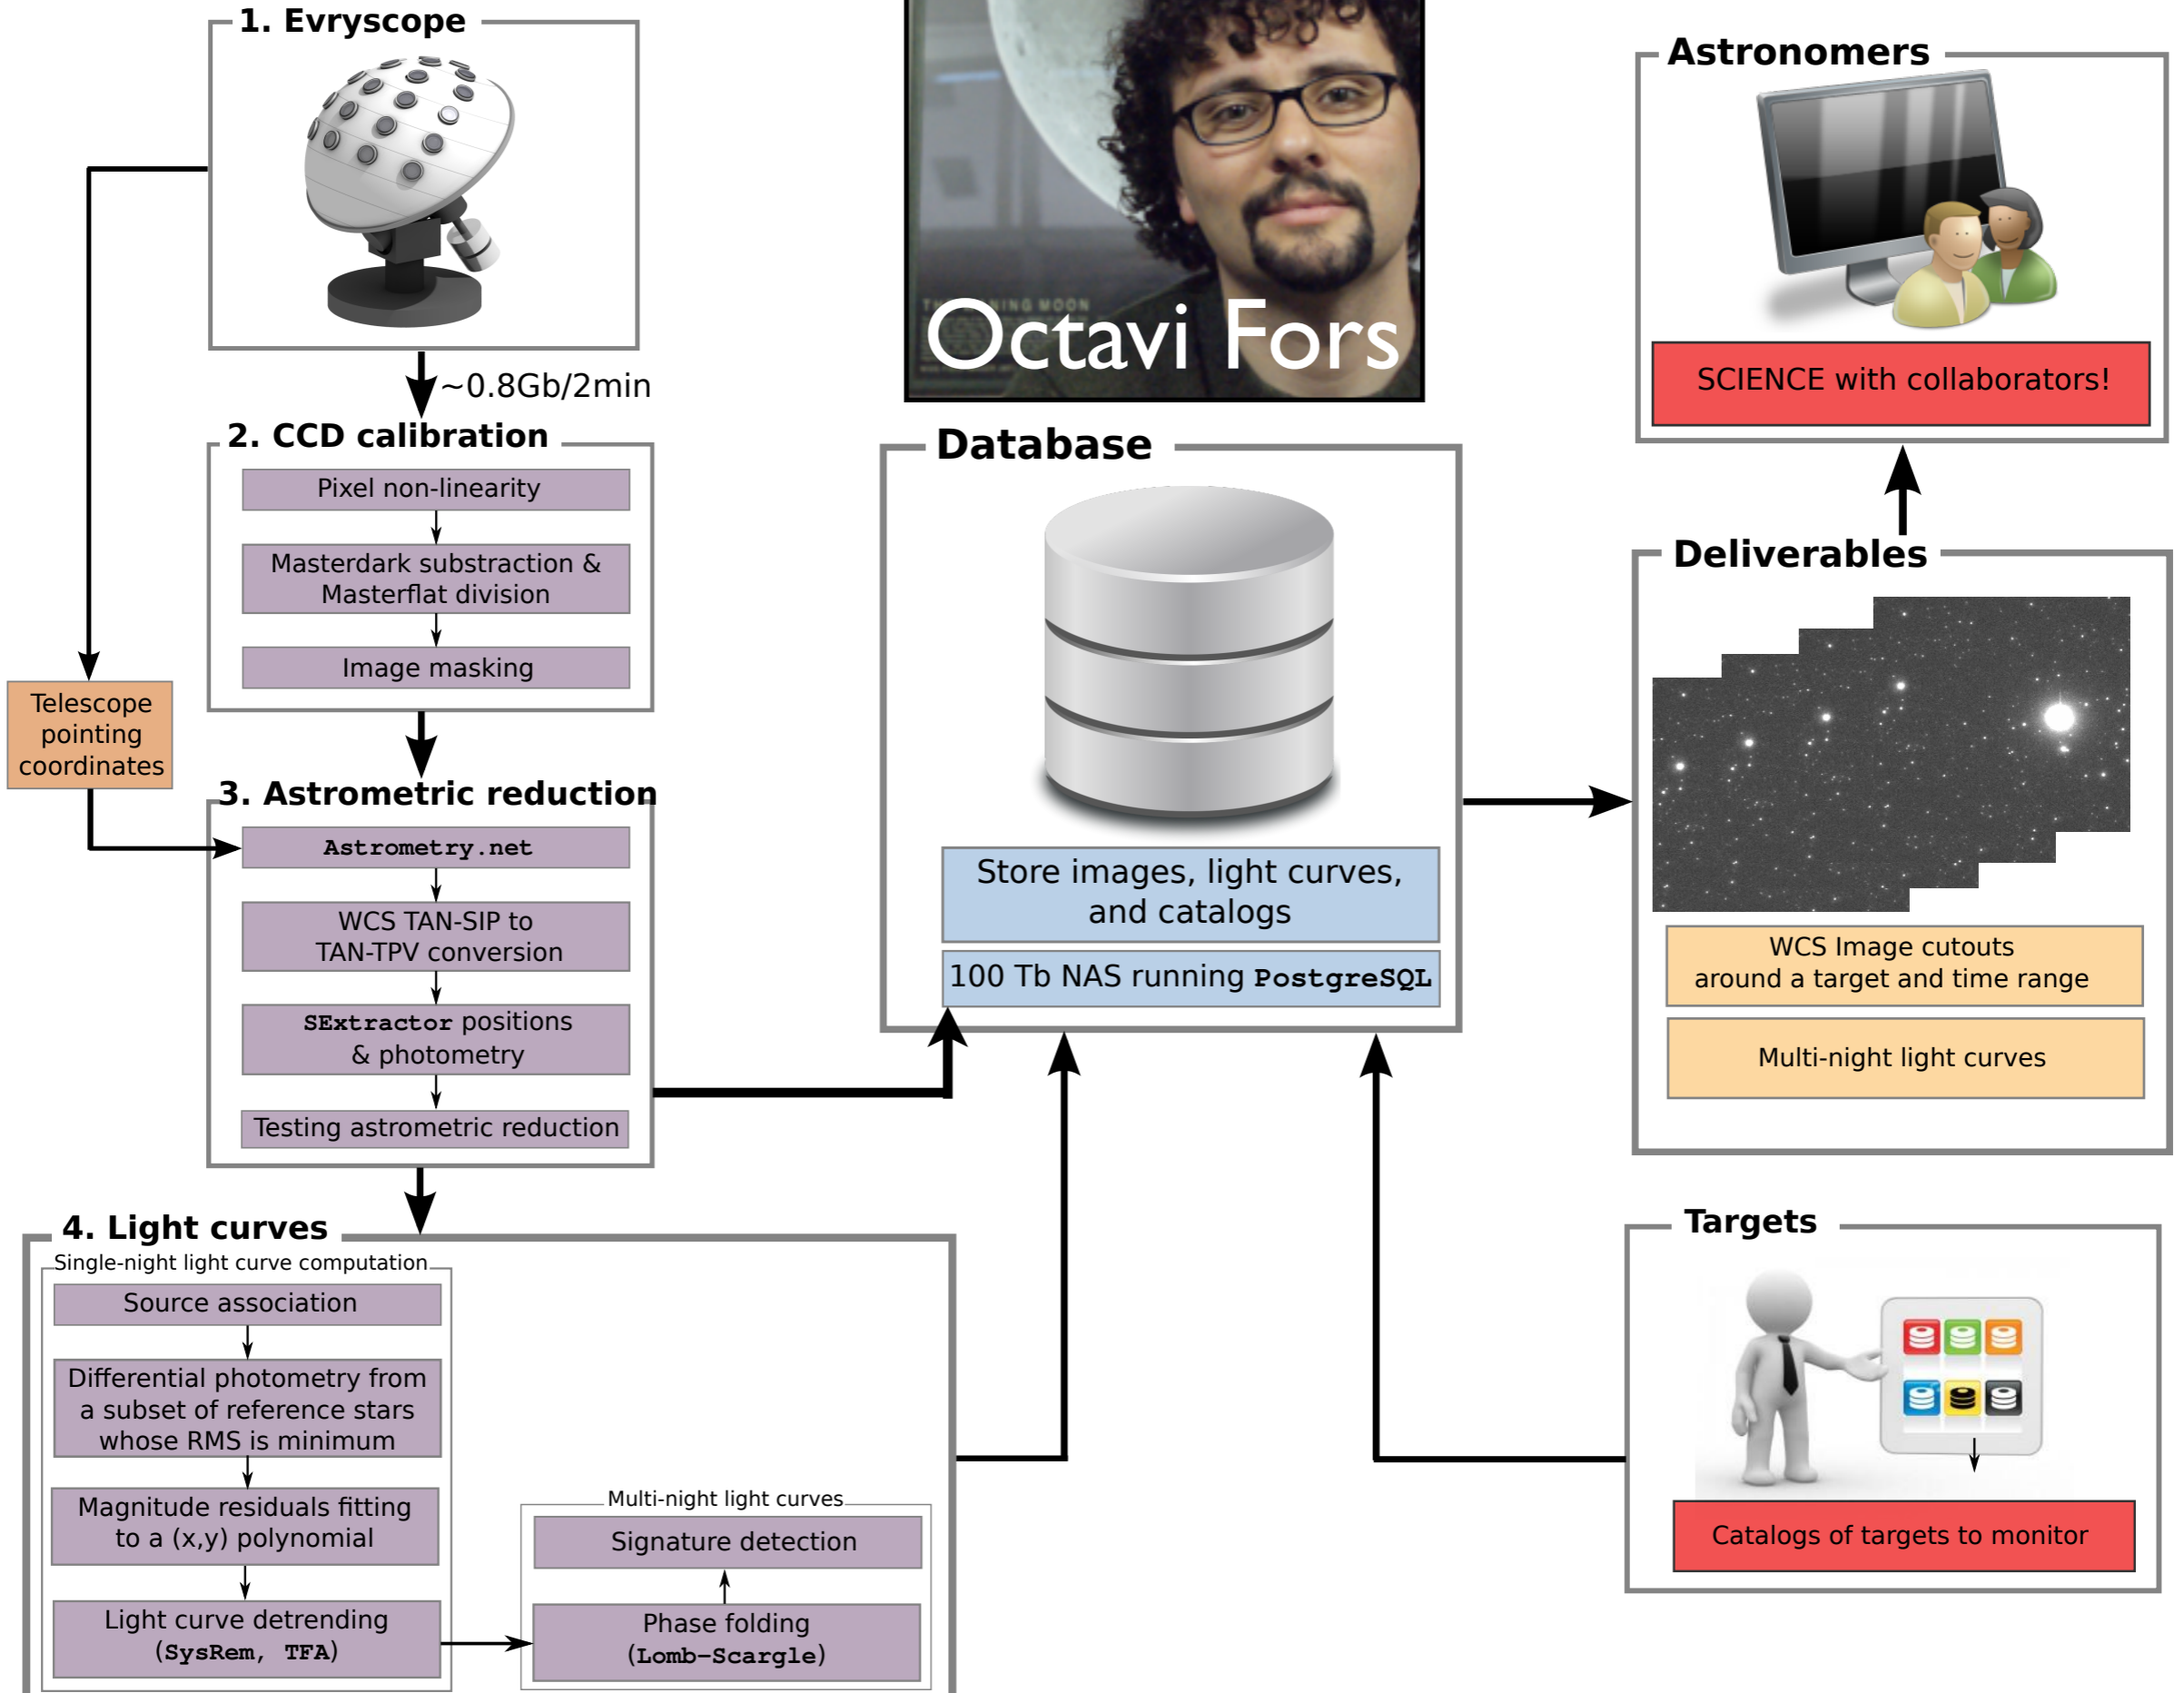 1. Evryscope
~0.8Gb/2min
2. CCD calibration
Pixel non-linearity
Masterdark substraction &
Masterflat division
Image masking
Telescope
pointing
coordinates
3. Astrometric reduction
Astrometry.net
WCS TAN-SIP to
TAN-TPV conversion
SExtractor positions
& photometry
Testing astrometric reduction
4. Light curves
Single-night light curve computation
Source association
Differential photometry from
a subset of reference stars
whose RMS is minimum
Magnitude residuals fitting
to a (x,y) polynomial
Light curve detrending
(SysRem, TFA)
Multi-night light curves
Signature detection
Phase folding
(Lomb-Scargle)
MOON
Octavi Fors
Database
Store images, light curves,
and catalogs
100 Tb NAS running PostgreSQL
Astronomers
SCIENCE with collaborators!
Deliverables
WCS Image cutouts
around a target and time range
Multi-night light curves
Targets
Catalogs of targets to monitor